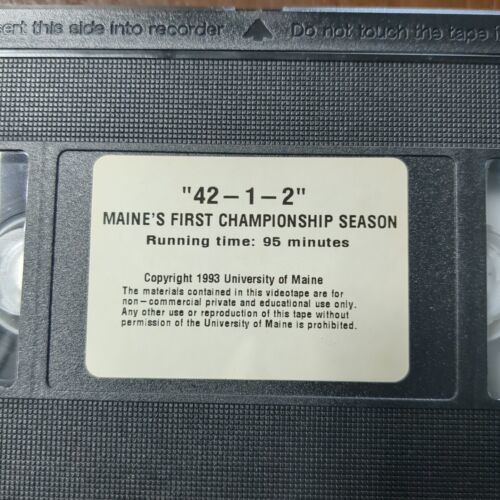 this side into recorder Do not touch the tape
"42-1-2"
MAINE'S FIRST CHAMPIONSHIP SEASON
Running time: 95 minutes
Copyright 1993 University of Maine
The materials contained in this videotape are for
non-commercial private and educational use only.
Any other use or reproduction of this tape without
permission of the University of Maine is prohibited.